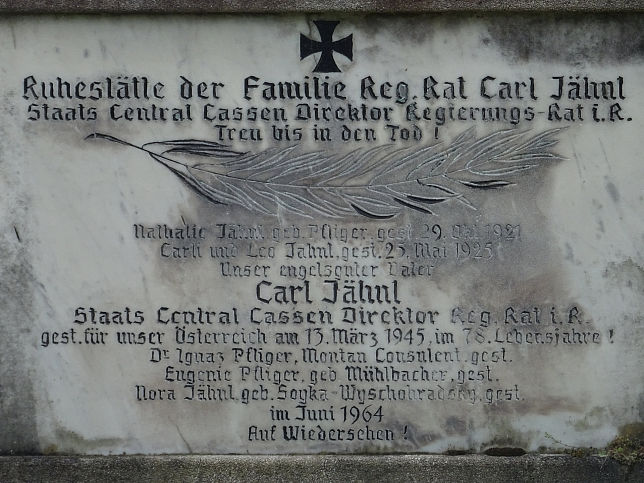 Ruhestätte der Familie Reg. Rat Carl Jähnl
Staats Central Cassen Direktor Regierungs-Rat i. R.
Treu bis in den Tod !
Nathalie Jähnl, geb. Pfliger, gest. 29. Okt. 1921
Carli und Leo Jähnl, gest. 25. Mai 1925
Unser engelsguter Vater
Carl Jähnl
Staats Central Cassen Direktor Reg. Rat i. R.
gest. für unser Österreich am 13. März 1945, im 78. Lebensjahre !
Dr. Ignaz Pfliger, Montan Consulent, gest.
Eugenie Pfliger, geb. Mühlbacher, gest.
Nora Jähnl, geb. Soyka-Wyschohradsky, gest.
im Juni 1964
Auf Wiedersehen !